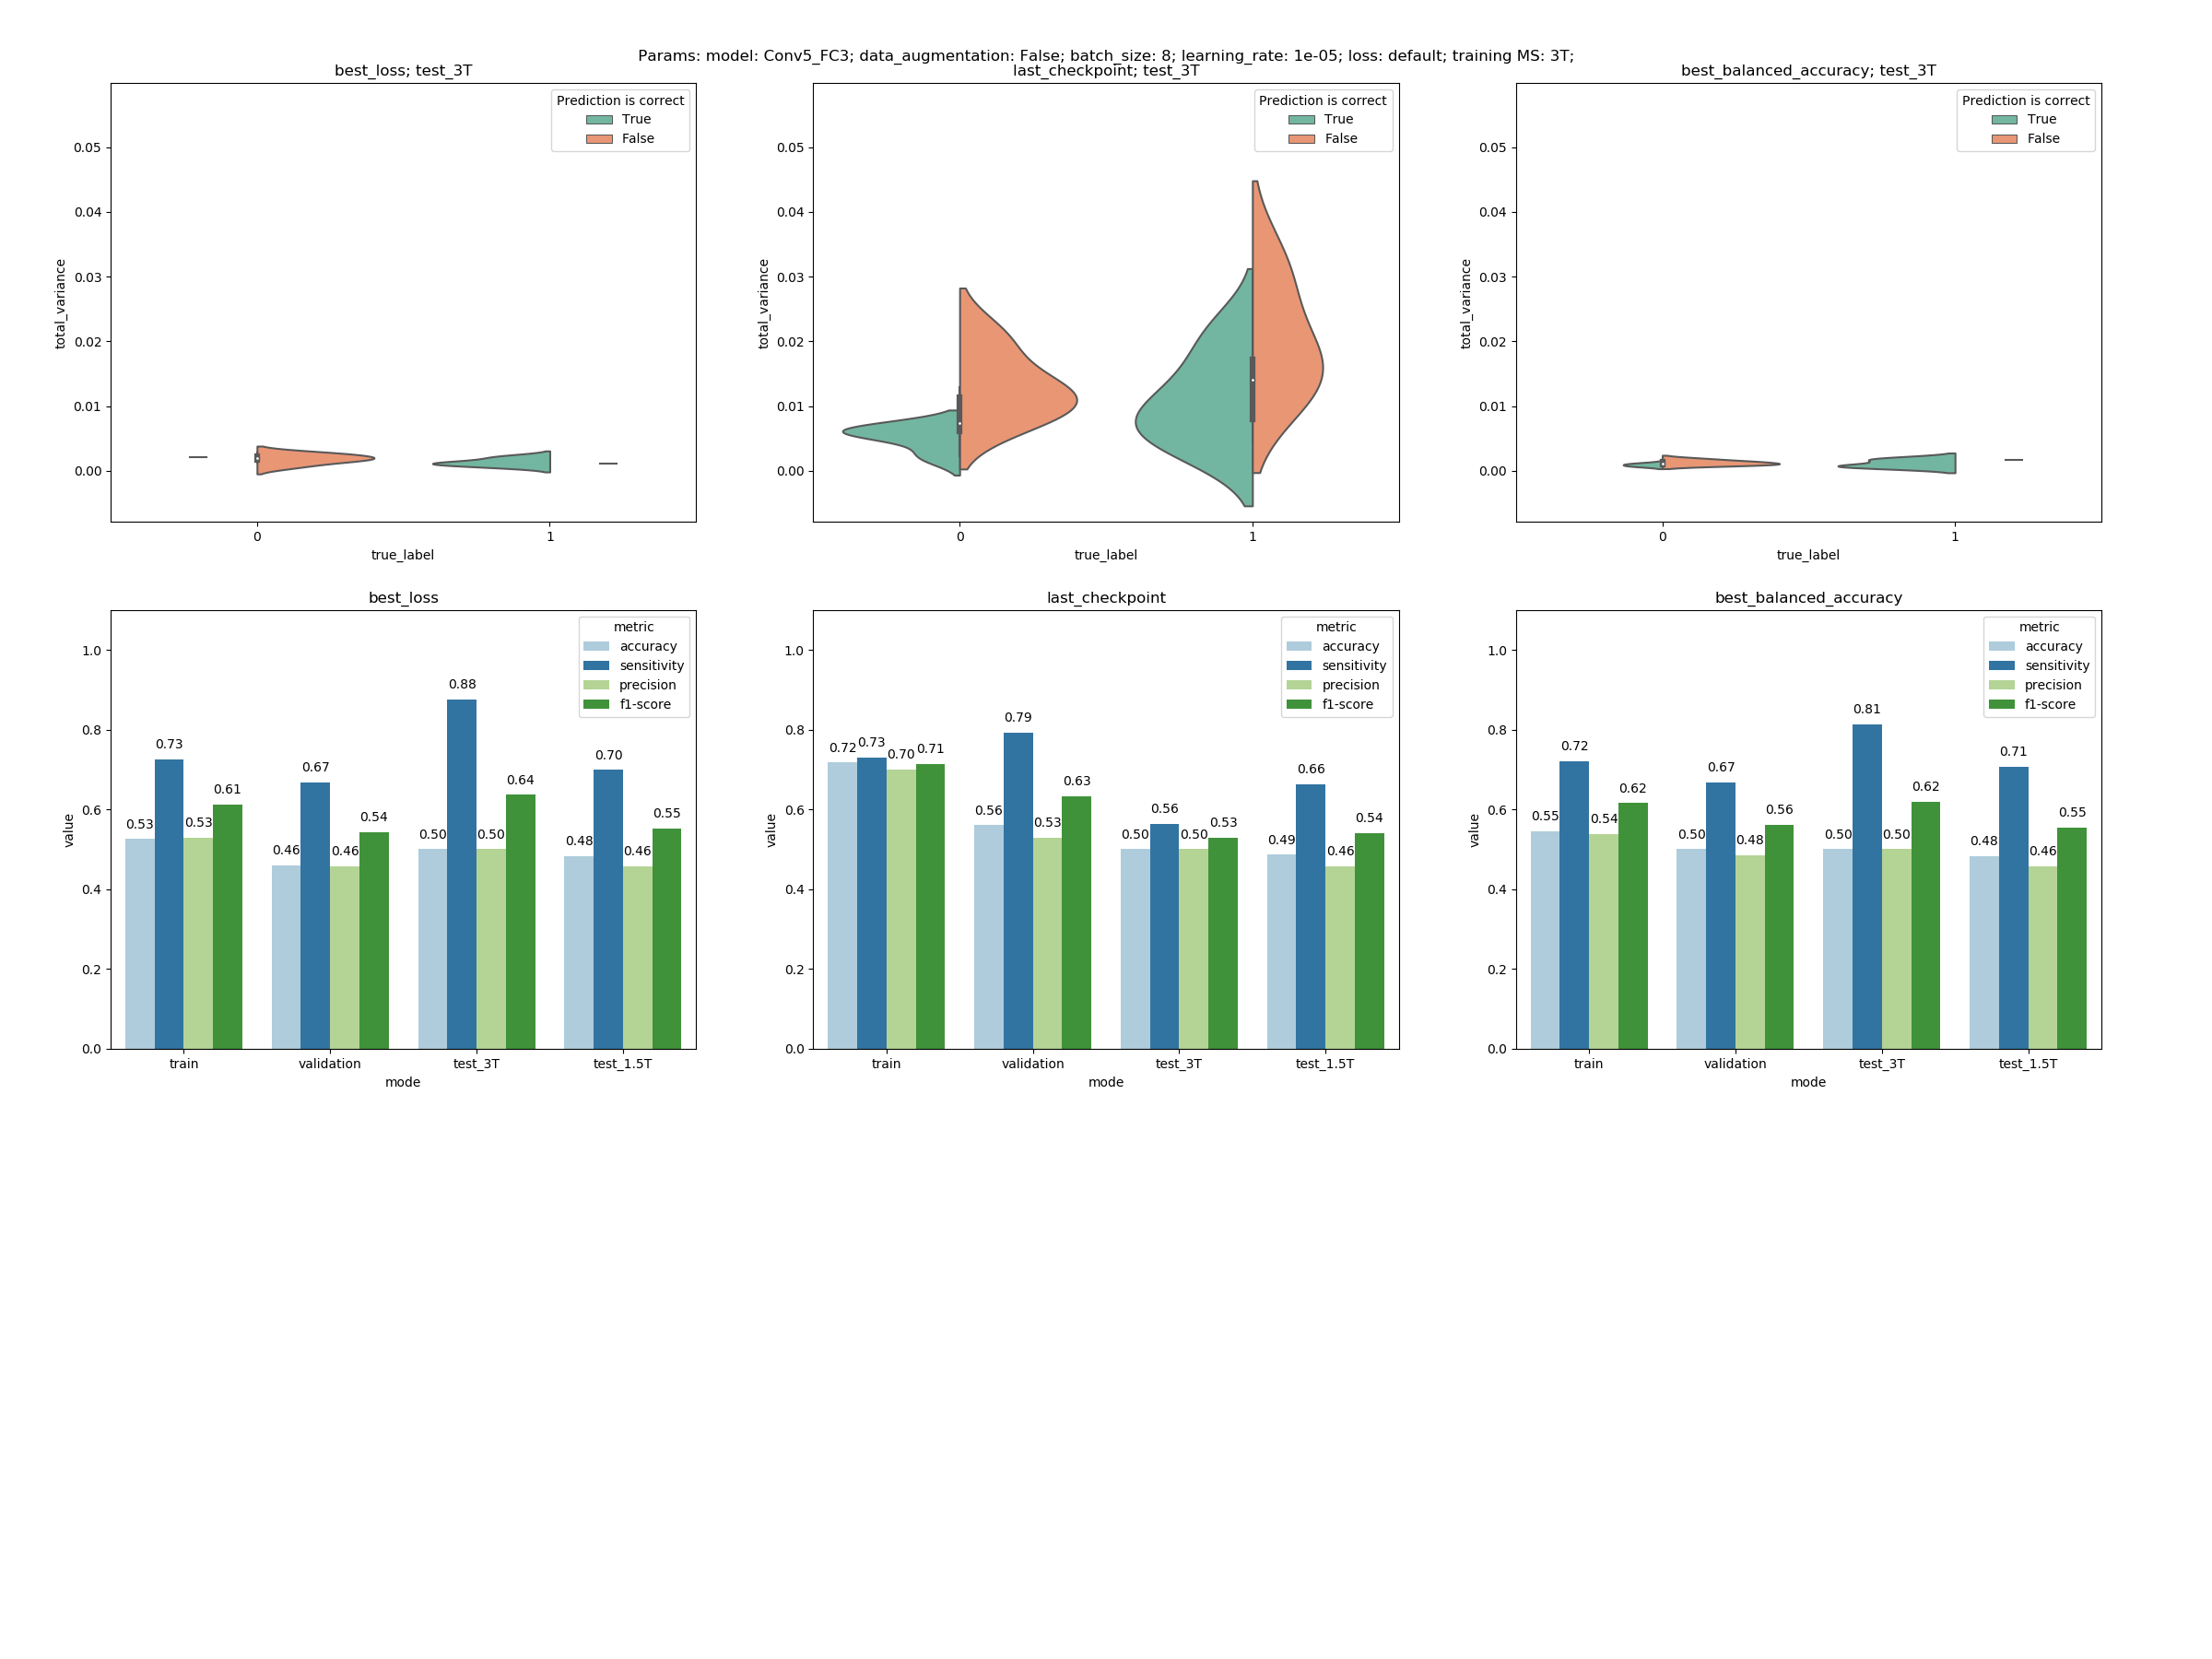 Params: model: Conv5_FC3; data_augmentation: False; batch_size: 8; learning_rate: 1e-05; loss: default; training MS: 3T;
best_loss; test_3T
Prediction is correct
True
False
0.05
0.04
0.03
0.02
0.01
0.00
total_variance
0
1
true_label
last_checkpoint; test_3T
Prediction is correct
True
False
0.05
0.04
0.03
0.02
0.01
0.00
total_variance
0
1
true_label
best_balanced_accuracy; test_3T
Prediction is correct
True
False
0.05
0.04
0.03
0.02
0.01
0.00
total_variance
0
1
true_label
best_loss
metric
accuracy
sensitivity
precision
f1-score
1.0
0.8
0.6
0.4
0.2
0.0
value
0.53 0.73 0.53 0.61
0.46 0.67 0.46 0.54
0.50 0.88 0.50 0.64
0.48 0.70 0.46 0.55
train validation test_3T test_1.5T
mode
last_checkpoint
metric
accuracy
sensitivity
precision
f1-score
1.0
0.8
0.6
0.4
0.2
0.0
value
0.72 0.73 0.70 0.71
0.56 0.79 0.53 0.63
0.50 0.56 0.50 0.53
0.49 0.66 0.46 0.54
train validation test_3T test_1.5T
mode
best_balanced_accuracy
metric
accuracy
sensitivity
precision
f1-score
1.0
0.8
0.6
0.4
0.2
0.0
value
0.55 0.72 0.54 0.62
0.50 0.67 0.48 0.56
0.50 0.81 0.50 0.62
0.48 0.71 0.46 0.55
train validation test_3T test_1.5T
mode